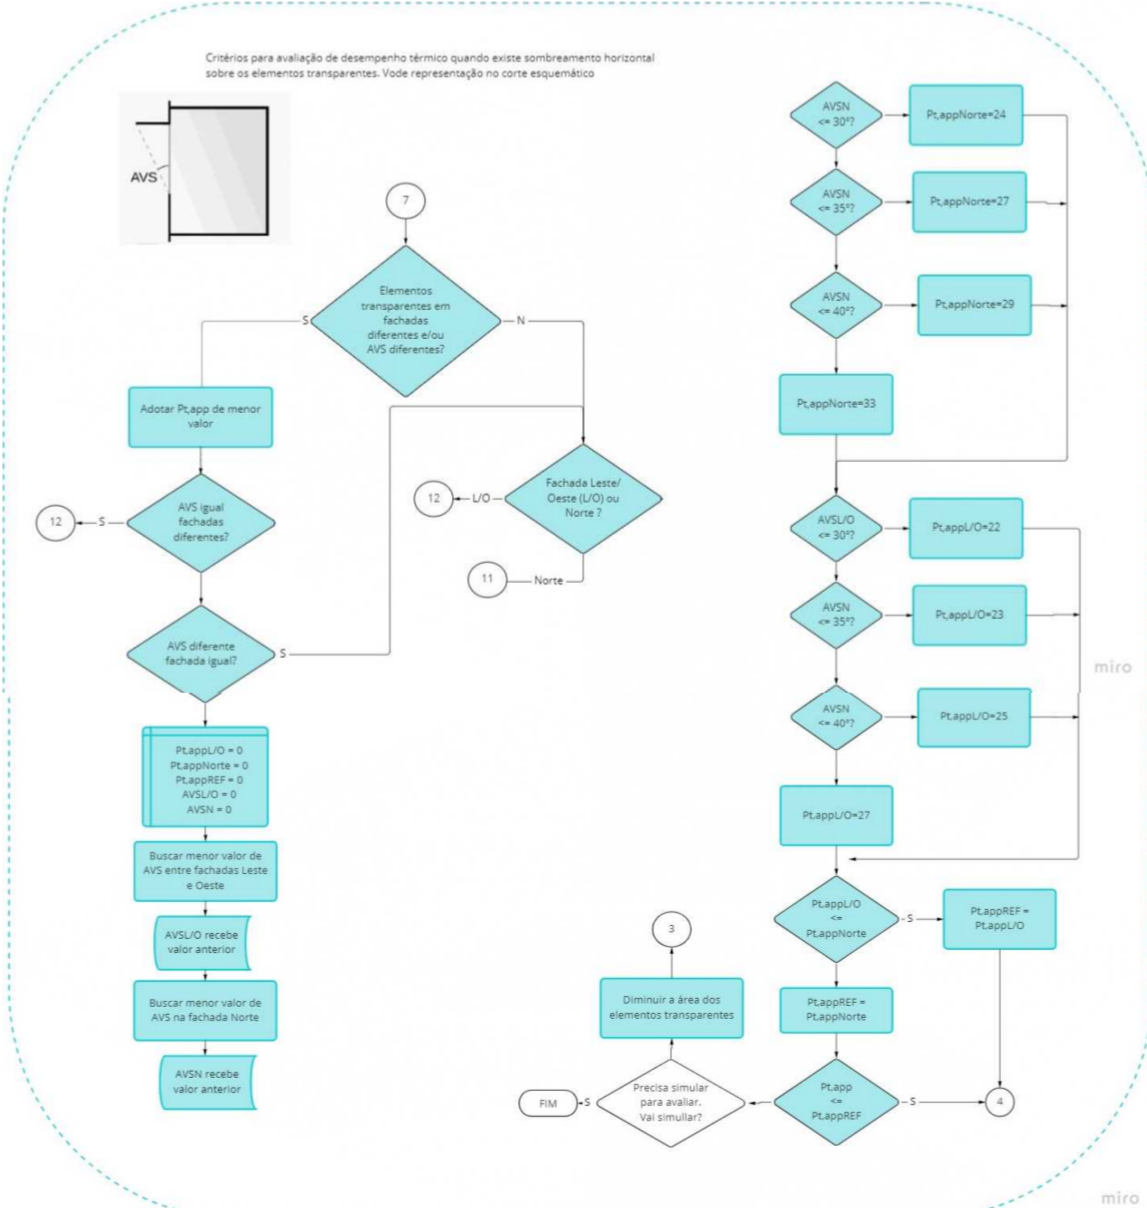 Critérios para avaliação de desempenho térmico quando existe sombreamento horizontal
sobre os elementos transparentes. Vode representação no corte esquemático
AVS
7
Elementos
transparentes em
fachadas
diferentes e/ou
AVS diferentes?
S
N
Adotar Pt,app de menor
valor
AVS igual
fachadas
diferentes?
S
12
Fachada Leste/
Oeste (L/O) ou
Norte ?
L/O
12
Norte
11
AVS diferente
fachada igual?
S
Pt,appL/O = 0
Pt,appNorte = 0
Pt,appREF = 0
AVSL/O = 0
AVSN = 0
Buscar menor valor de
AVS entre fachadas Leste
e Oeste
AVSL/O recebe
valor anterior
Buscar menor valor de
AVS na fachada Norte
AVSN recebe
valor anterior
AVSN
<= 30°?
Pt,appNorte=24
AVSN
<= 35°?
Pt,appNorte=27
AVSN
<= 40°?
Pt,appNorte=29
Pt,appNorte=33
AVSL/O
<= 30°?
Pt,appL/O=22
AVSN
<= 35°?
Pt,appL/O=23
AVSN
<= 40°?
Pt,appL/O=25
Pt,appL/O=27
Pt,appL/O
<=
Pt,appNorte
S
Pt,appREF =
Pt,appL/O
Pt,appREF =
Pt,appNorte
Pt,app
<=
Pt,appREF
S
4
Precisa simular
para avaliar.
Vai simullar?
S
FIM
Diminuir a área dos
elementos transparentes
3
miro
miro